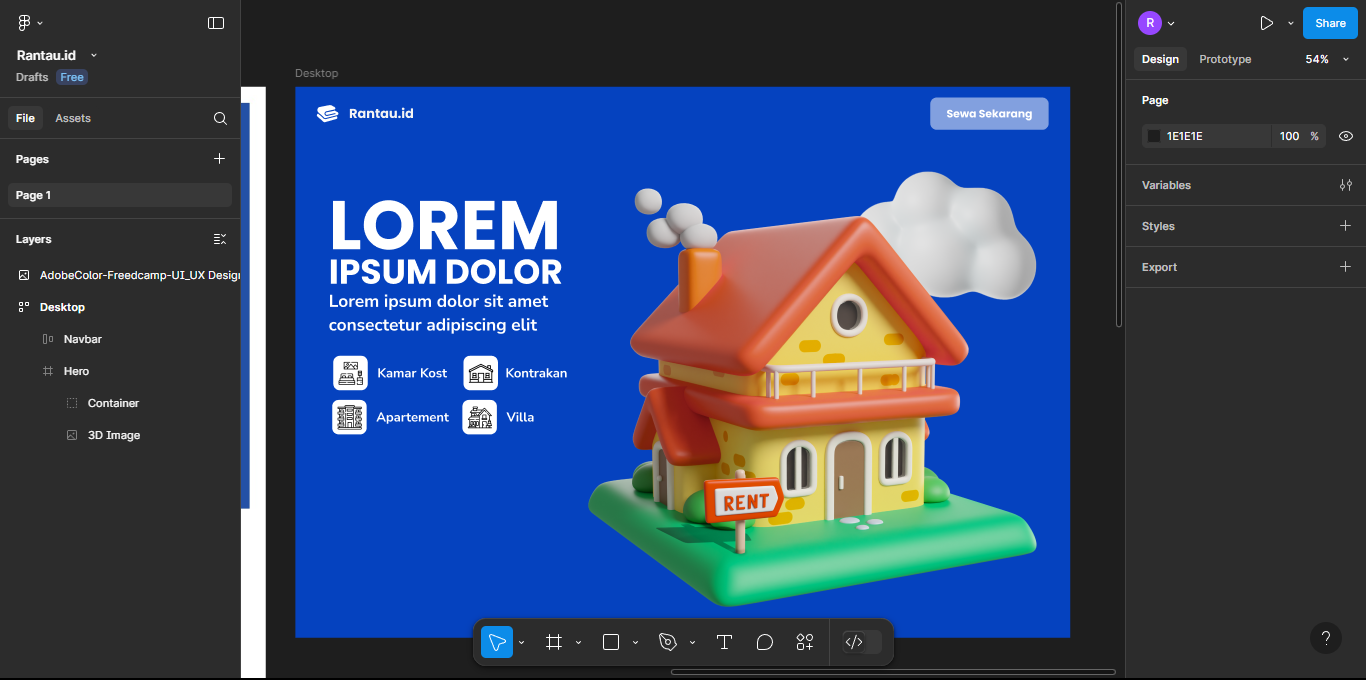 Rantau.id
Drafts Free
File Assets
Pages
Page 1
Layers
AdobeColor-Freedcamp-UI_UX Design
Desktop
Navbar
Hero
Container
3D Image
Desktop
Rantau.id
Sewa Sekarang
LOREM
IPSUM DOLOR
Lorem ipsum dolor sit amet
consectetur adipiscing elit
Kamar Kost
Kontrakan
Apartement
Villa
RENT
R
Share
Design Prototype 54%
Page
1E1E1E 100 %
Variables
Styles
Export
?